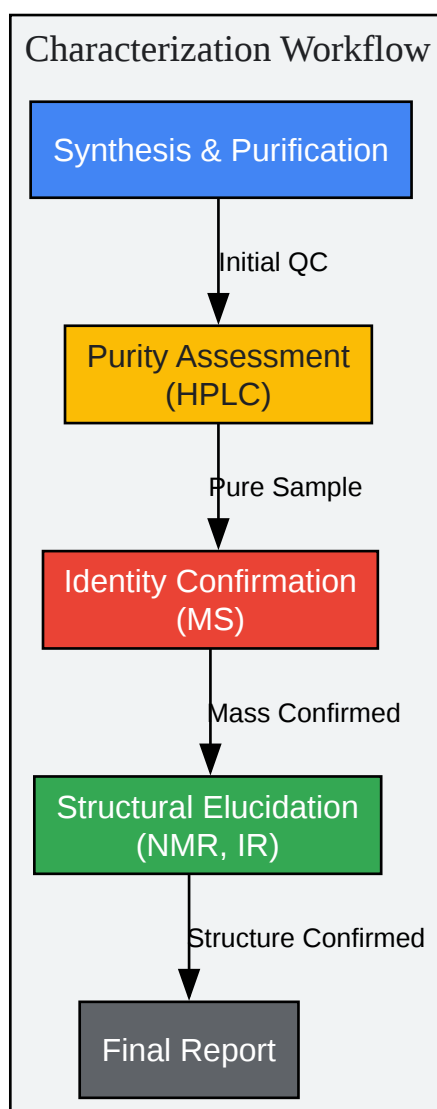 Characterization Workflow
Synthesis & Purification
Initial QC
Purity Assessment
(HPLC)
Pure Sample
Identity Confirmation
(MS)
Mass Confirmed
Structural Elucidation
(NMR, IR)
Structure Confirmed
Final Report